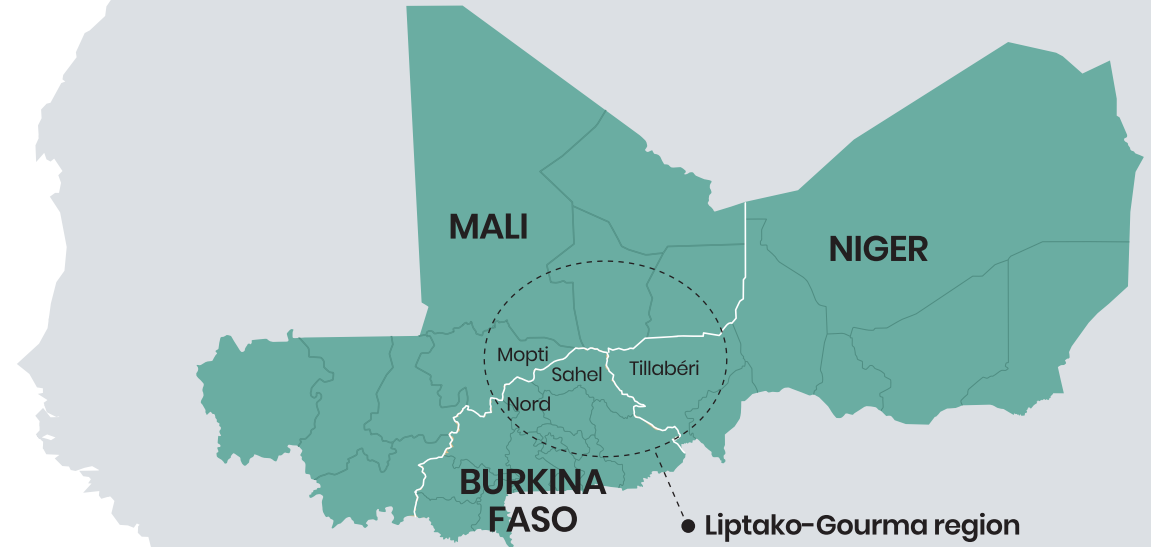 MALI
NIGER
Mopti
Sahel
Tillabéri
Nord
BURKINA
FASO
Liptako-Gourma region